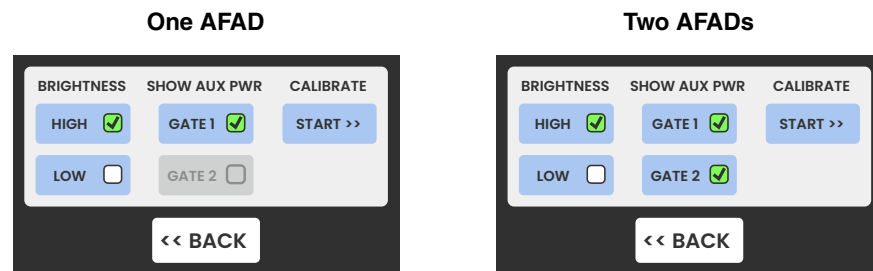 One AFAD
BRIGHTNESS SHOW AUX PWR CALIBRATE
HIGH GATE 1 START >>
LOW GATE 2
<< BACK
Two AFADs
BRIGHTNESS SHOW AUX PWR CALIBRATE
HIGH GATE 1 START >>
LOW GATE 2
<< BACK